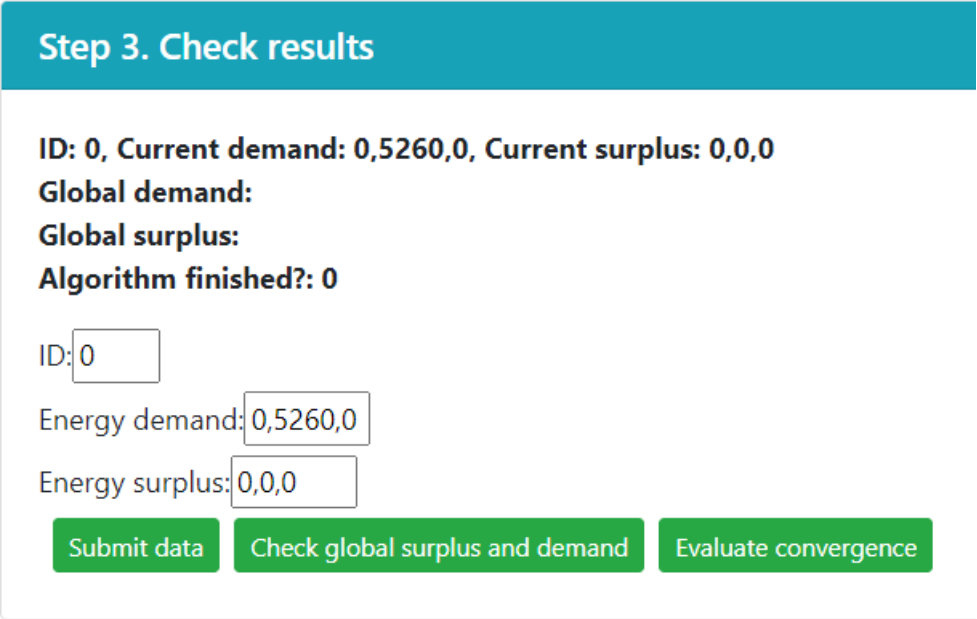 Step 3. Check results
ID: 0, Current demand: 0,5260,0, Current surplus: 0,0,0
Global demand:
Global surplus:
Algorithm finished?: 0
ID: 0
Energy demand: 0,5260,0
Energy surplus: 0,0,0
Submit data Check global surplus and demand Evaluate convergence